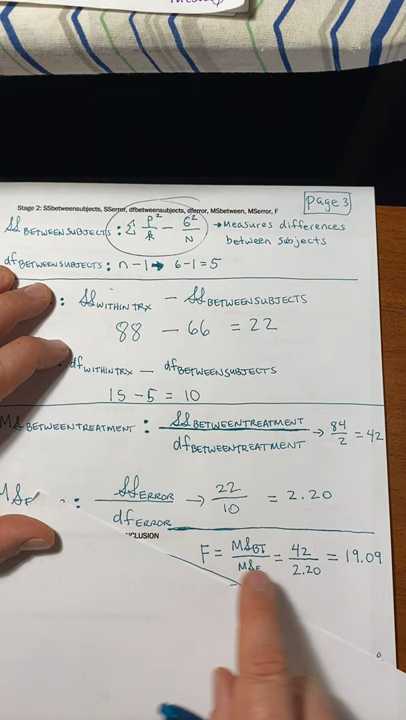 Stage 2: SSbetweensubjects, SSerror, dfbetweensubjects, dferror, MSbetween, MSerror, F
Page 3
SS BETWEEN SUBJECTS : Σ P²/k − G²/N → Measures differences
between subjects
df BETWEEN SUBJECTS : n − 1 → 6 − 1 = 5
: SS WITHIN TRX − SS BETWEEN SUBJECTS
88 − 66 = 22
: df WITHIN TRX − df BETWEEN SUBJECTS
15 − 5 = 10
MS BETWEEN TREATMENT : SS BETWEEN TREATMENT / df BETWEEN TREATMENT → 84/2 = 42
MS : SS ERROR / df ERROR → 22/10 = 2.20
F = MS BT / MS E = 42/2.20 = 19.09